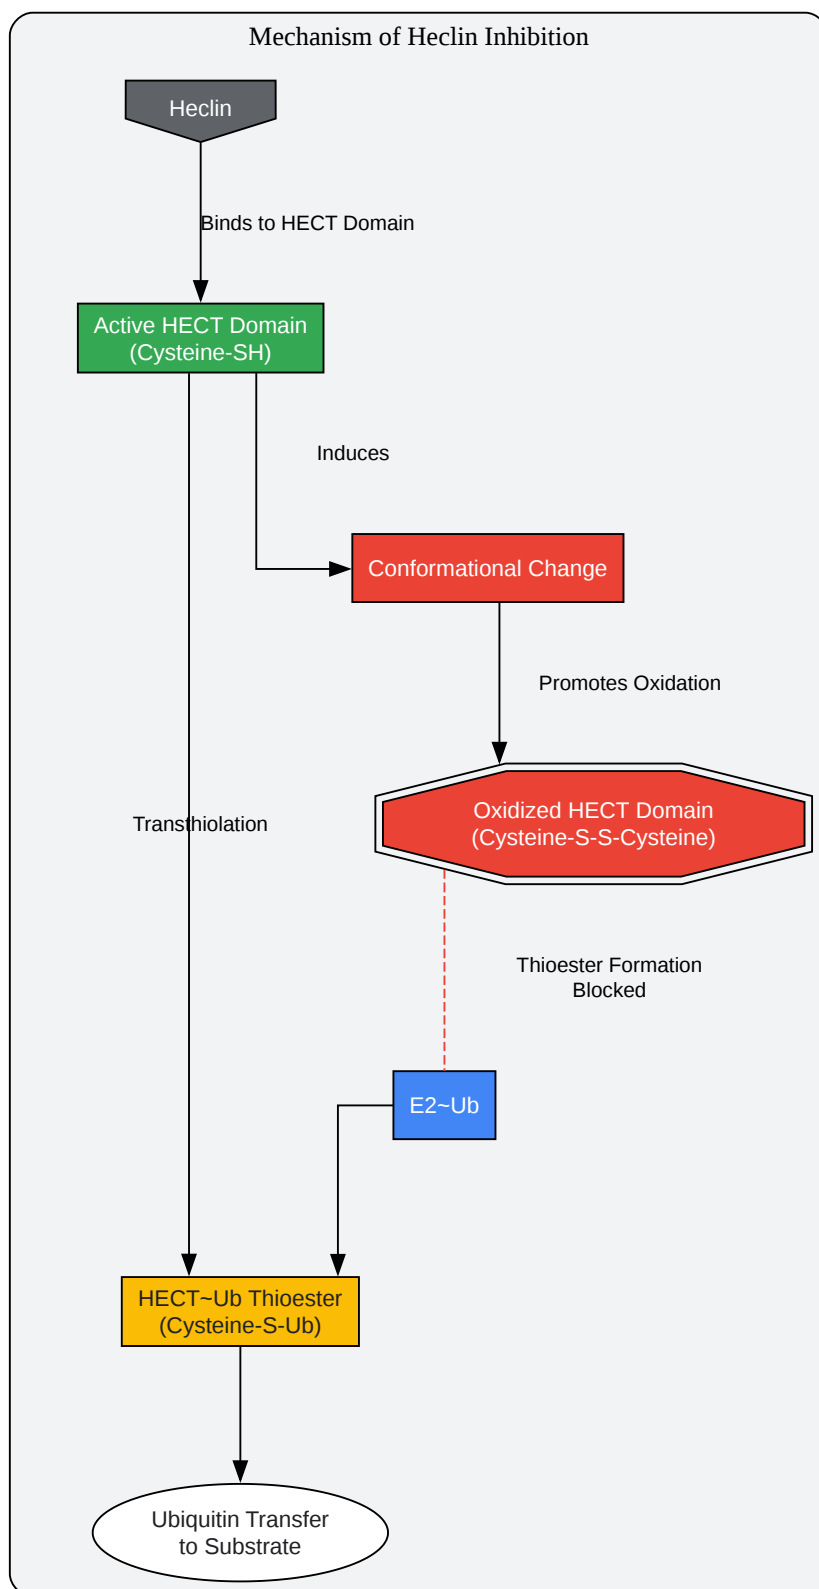 Mechanism of Heclin Inhibition
Heclin
Binds to HECT Domain
Active HECT Domain
(Cysteine-SH)
Induces
Conformational Change
Promotes Oxidation
Oxidized HECT Domain
(Cysteine-S-S-Cysteine)
Transthiolation
Thioester Formation
Blocked
E2~Ub
HECT~Ub Thioester
(Cysteine-S-Ub)
Ubiquitin Transfer
to Substrate